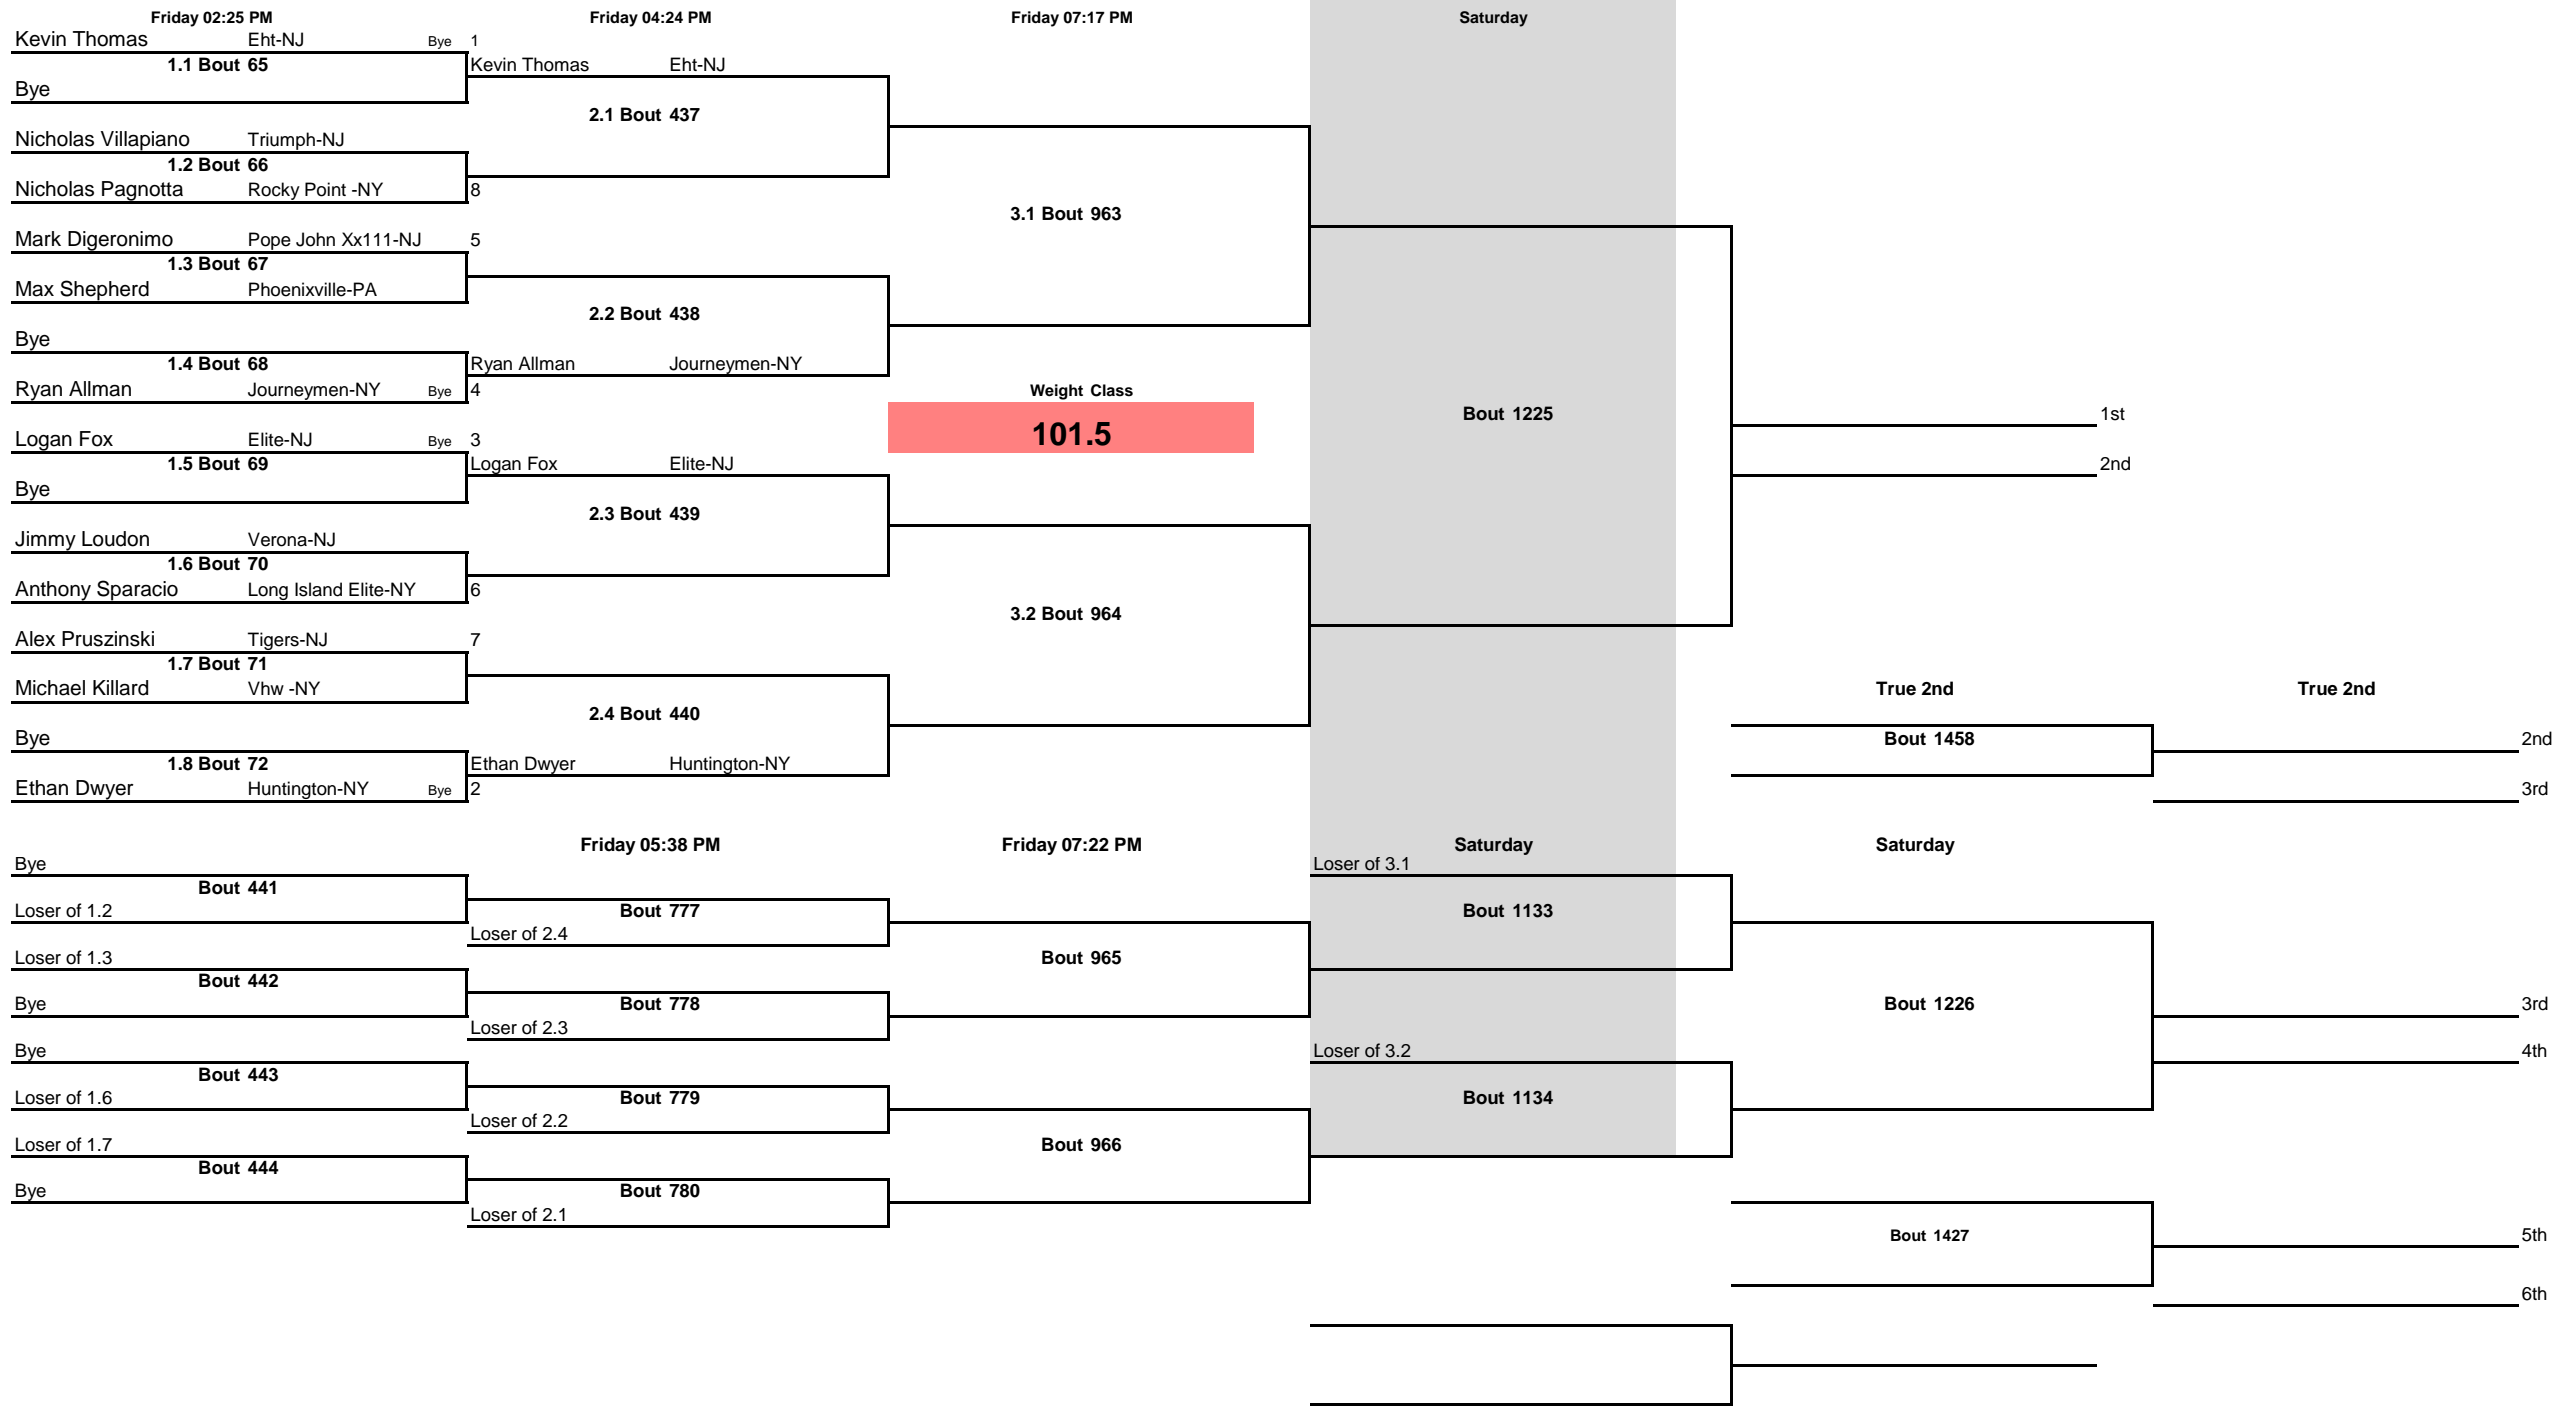 Friday 02:25 PM Friday 04:24 PM Friday 07:17 PM Saturday
Kevin Thomas Eht-NJ Bye 1
1.1 Bout 65 Kevin Thomas Eht-NJ
Bye
2.1 Bout 437
Nicholas Villapiano Triumph-NJ
1.2 Bout 66
Nicholas Pagnotta Rocky Point -NY 8
3.1 Bout 963
Mark Digeronimo Pope John Xx111-NJ 5
1.3 Bout 67
Max Shepherd Phoenixville-PA
2.2 Bout 438
Bye
1.4 Bout 68 Ryan Allman Journeymen-NY
Ryan Allman Journeymen-NY Bye 4 Weight Class
Bout 1225 1st
Logan Fox Elite-NJ Bye 3 101.5
1.5 Bout 69 Logan Fox Elite-NJ 2nd
Bye
2.3 Bout 439
Jimmy Loudon Verona-NJ
1.6 Bout 70
Anthony Sparacio Long Island Elite-NY 6
3.2 Bout 964
Alex Pruszinski Tigers-NJ 7
1.7 Bout 71
Michael Killard Vhw -NY True 2nd True 2nd
2.4 Bout 440
Bye Bout 1458 2nd
1.8 Bout 72 Ethan Dwyer Huntington-NY
Ethan Dwyer Huntington-NY Bye 2 3rd
Friday 05:38 PM Friday 07:22 PM Saturday Saturday
Bye Loser of 3.1
Bout 441
Loser of 1.2 Bout 777 Bout 1133
Loser of 2.4
Loser of 1.3 Bout 965
Bout 442
Bye Bout 778 Bout 1226 3rd
Loser of 2.3
Bye Loser of 3.2 4th
Bout 443
Loser of 1.6 Bout 779 Bout 1134
Loser of 2.2
Loser of 1.7 Bout 966
Bout 444
Bye Bout 780
Loser of 2.1
Bout 1427 5th
6th